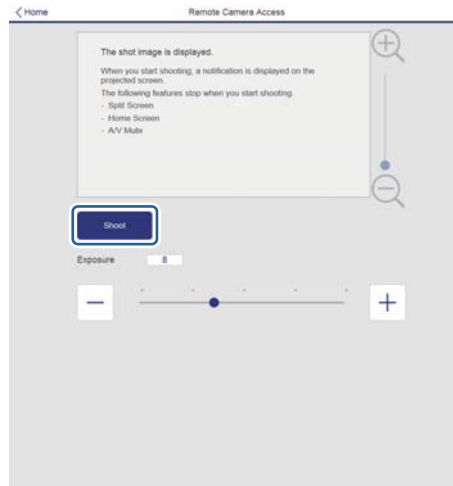 Home
Remote Camera Access
The shot image is displayed.
When you start shooting, a notification is displayed on the
projected screen.
The following features stop when you start shooting.
- Split Screen
- Home Screen
- A/V Mute
Shoot
Exposure 8